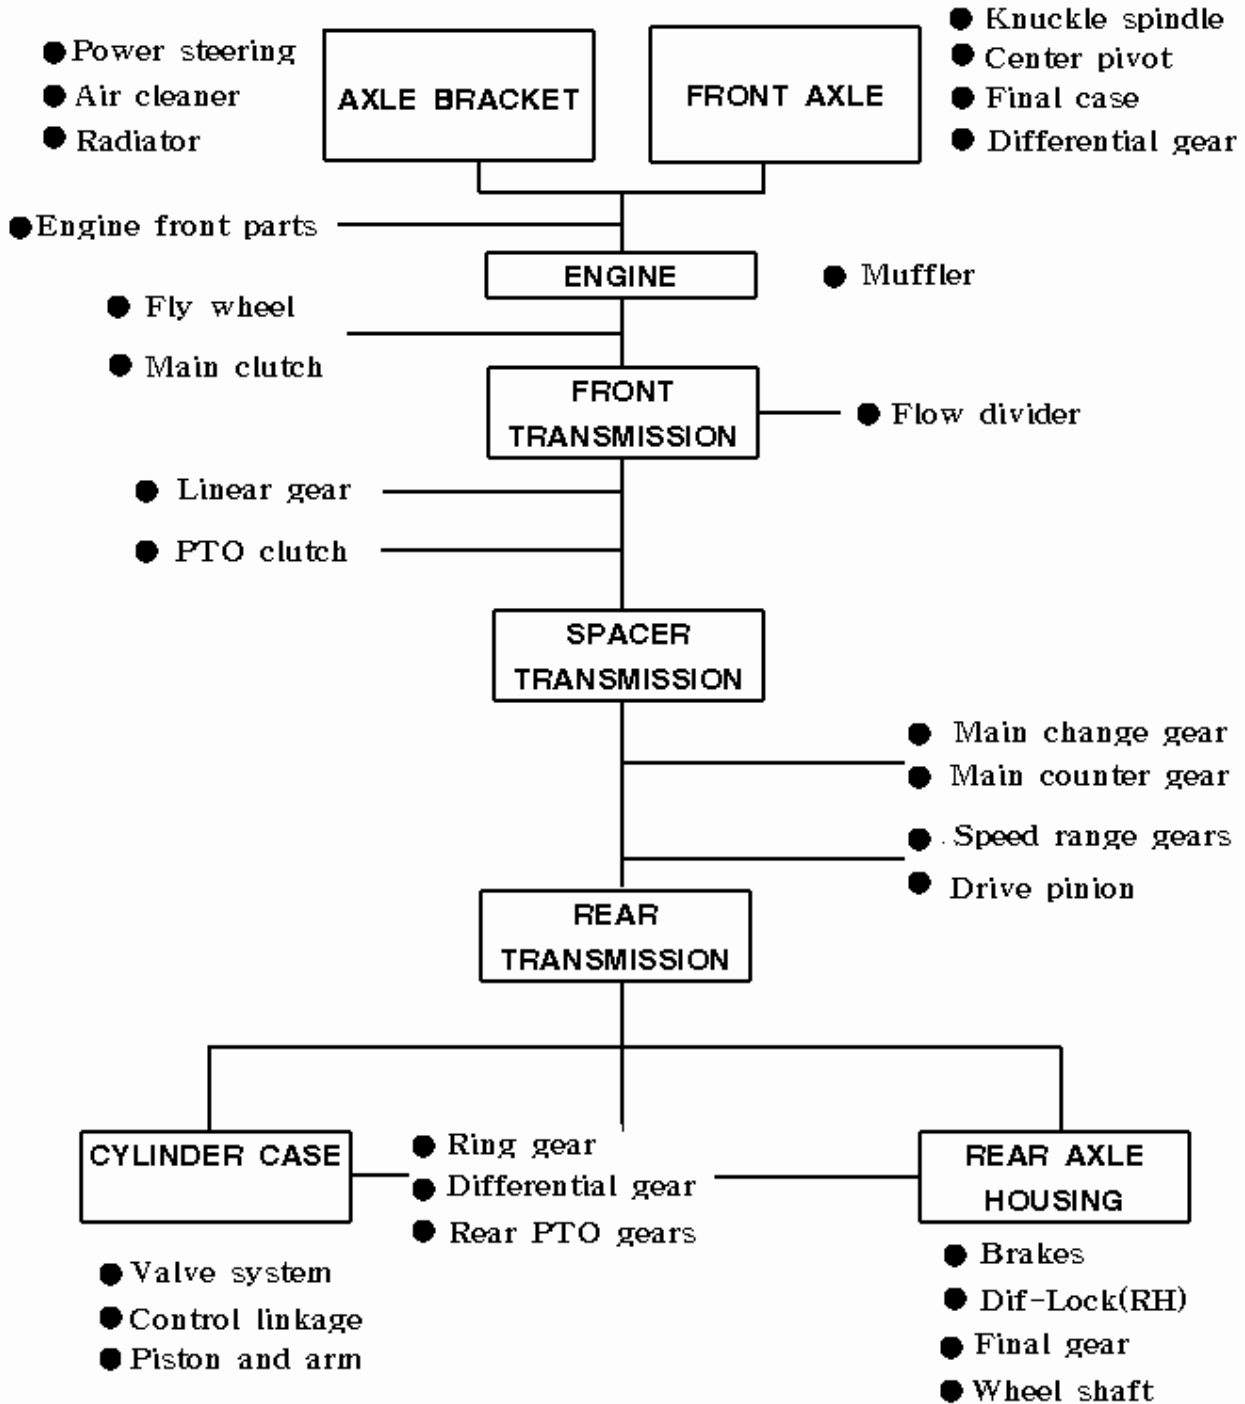 Knuckle spindle
Power steering
Center pivot
AXLE BRACKET
FRONT AXLE
Air cleaner
Final case
Radiator
Differential gear
Engine front parts
ENGINE
Muffler
Fly wheel
Main clutch
FRONT
TRANSMISSION
Flow divider
Linear gear
PTO clutch
SPACER
TRANSMISSION
Main change gear
Main counter gear
Speed range gears
Drive pinion
REAR
TRANSMISSION
CYLINDER CASE
Ring gear
Differential gear
Rear PTO gears
REAR AXLE
HOUSING
Valve system
Control linkage
Piston and arm
Brakes
Dif-Lock(RH)
Final gear
Wheel shaft